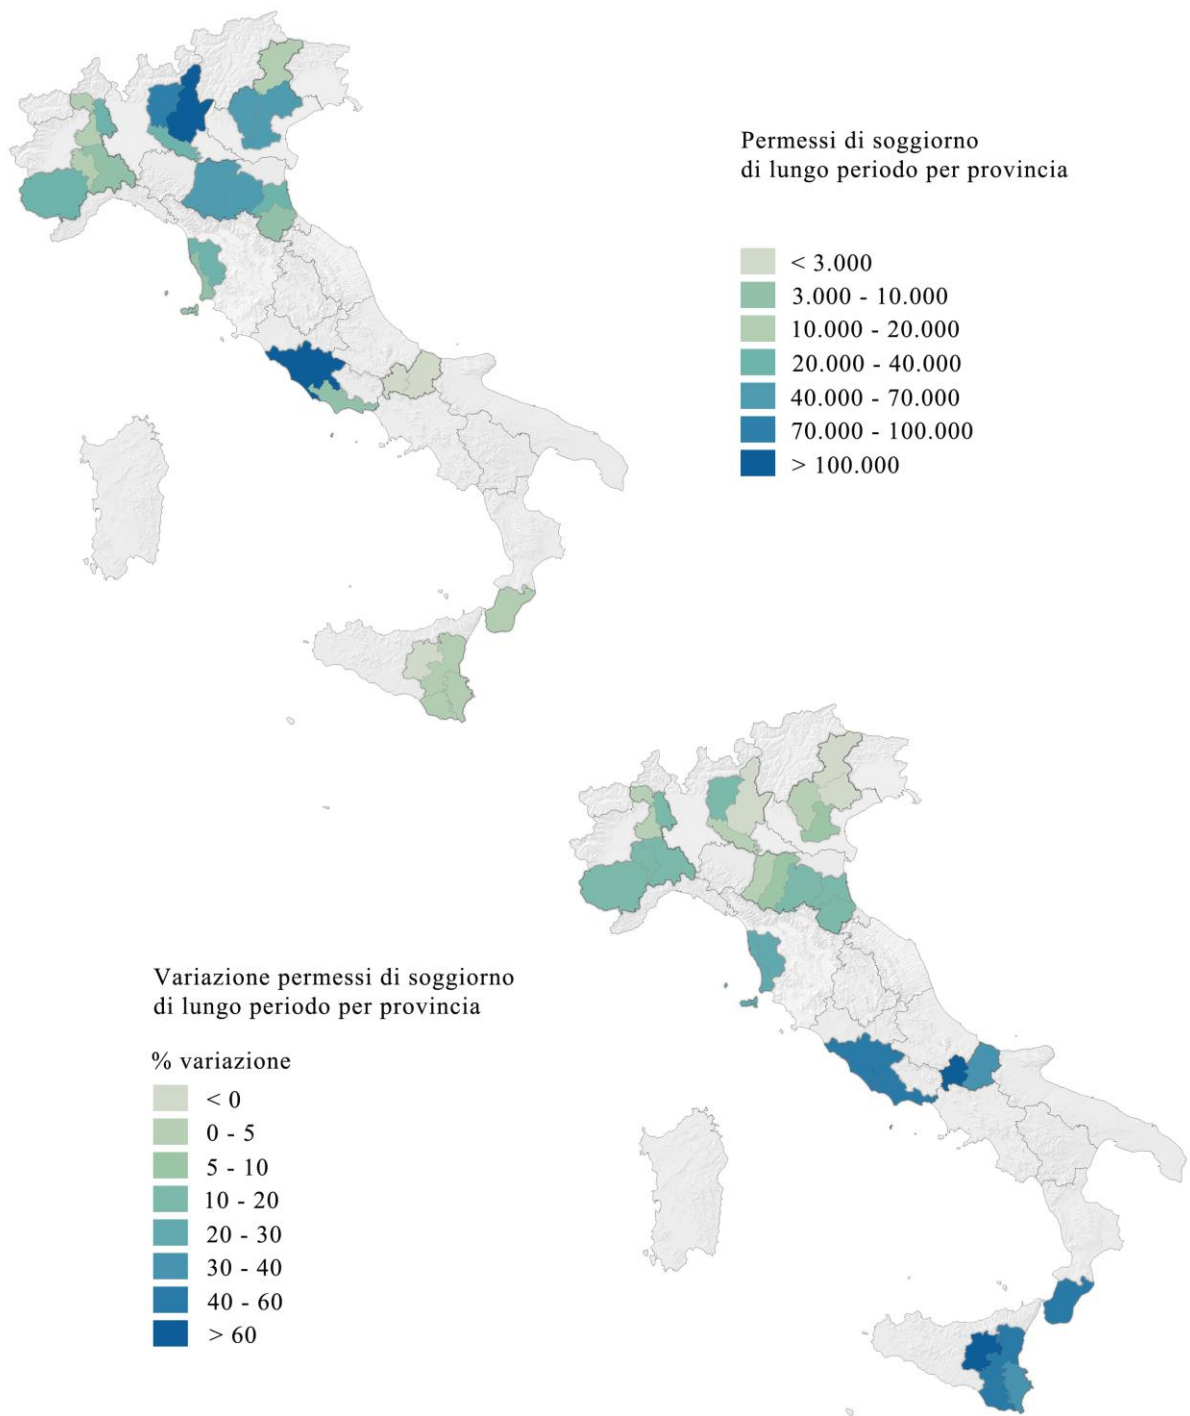 Permessi di soggiorno
di lungo periodo per provincia
< 3.000
3.000 - 10.000
10.000 - 20.000
20.000 - 40.000
40.000 - 70.000
70.000 - 100.000
> 100.000
Variazione permessi di soggiorno
di lungo periodo per provincia
% variazione
< 0
0 - 5
5 - 10
10 - 20
20 - 30
30 - 40
40 - 60
> 60